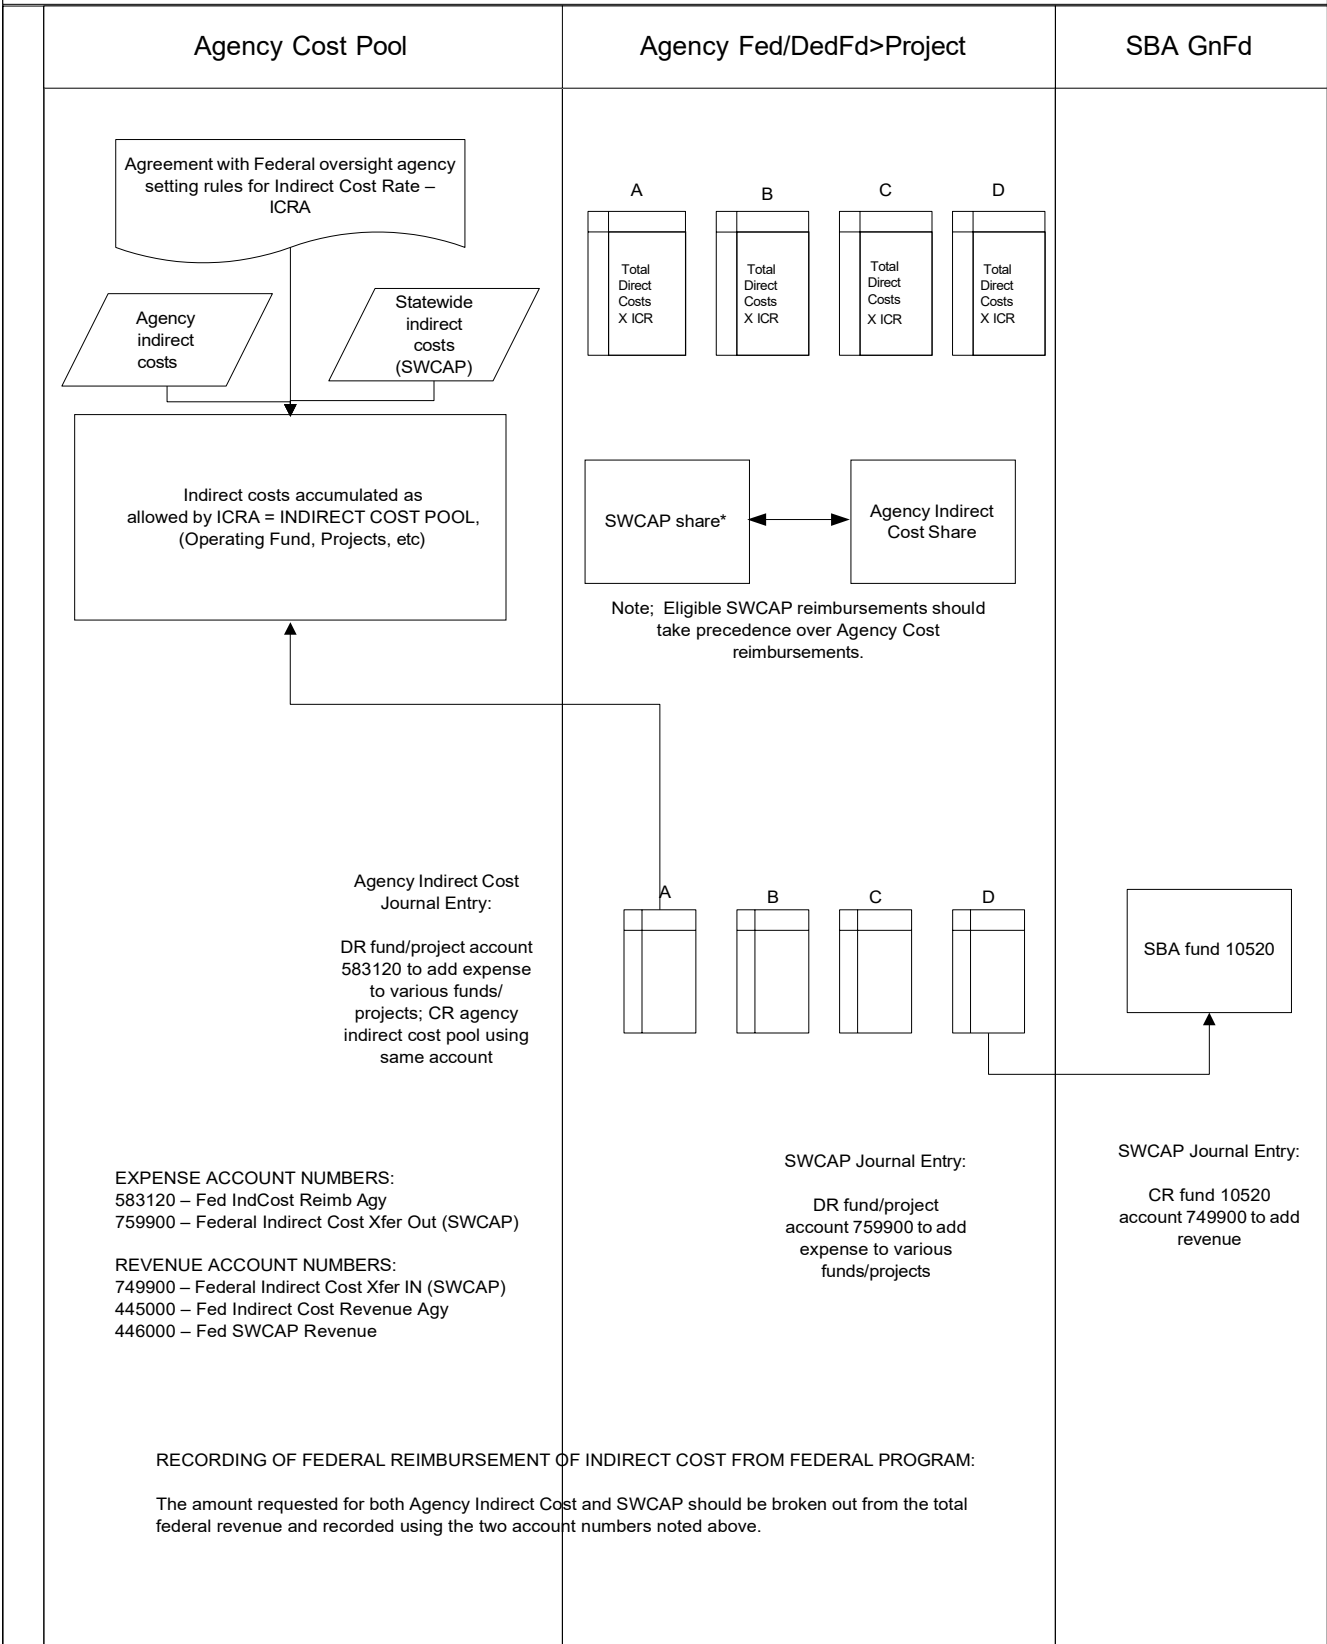 Agency Cost Pool
Agency Fed/DedFd>Project
SBA GnFd
Agreement with Federal oversight agency
setting rules for Indirect Cost Rate –
ICRA
Agency
indirect
costs
Statewide
indirect
costs
(SWCAP)
Indirect costs accumulated as
allowed by ICRA = INDIRECT COST POOL,
(Operating Fund, Projects, etc)
A
B
C
D
Total
Direct
Costs
X ICR
Total
Direct
Costs
X ICR
Total
Direct
Costs
X ICR
Total
Direct
Costs
X ICR
SWCAP share*
Agency Indirect
Cost Share
Note; Eligible SWCAP reimbursements should
take precedence over Agency Cost
reimbursements.
Agency Indirect Cost
Journal Entry:
DR fund/project account
583120 to add expense
to various funds/
projects; CR agency
indirect cost pool using
same account
A
B
C
D
SBA fund 10520
SWCAP Journal Entry:
DR fund/project
account 759900 to add
expense to various
funds/projects
SWCAP Journal Entry:
CR fund 10520
account 749900 to add
revenue
EXPENSE ACCOUNT NUMBERS:
583120 – Fed IndCost Reimb Agy
759900 – Federal Indirect Cost Xfer Out (SWCAP)
REVENUE ACCOUNT NUMBERS:
749900 – Federal Indirect Cost Xfer IN (SWCAP)
445000 – Fed Indirect Cost Revenue Agy
446000 – Fed SWCAP Revenue
RECORDING OF FEDERAL REIMBURSEMENT OF INDIRECT COST FROM FEDERAL PROGRAM:
The amount requested for both Agency Indirect Cost and SWCAP should be broken out from the total
federal revenue and recorded using the two account numbers noted above.